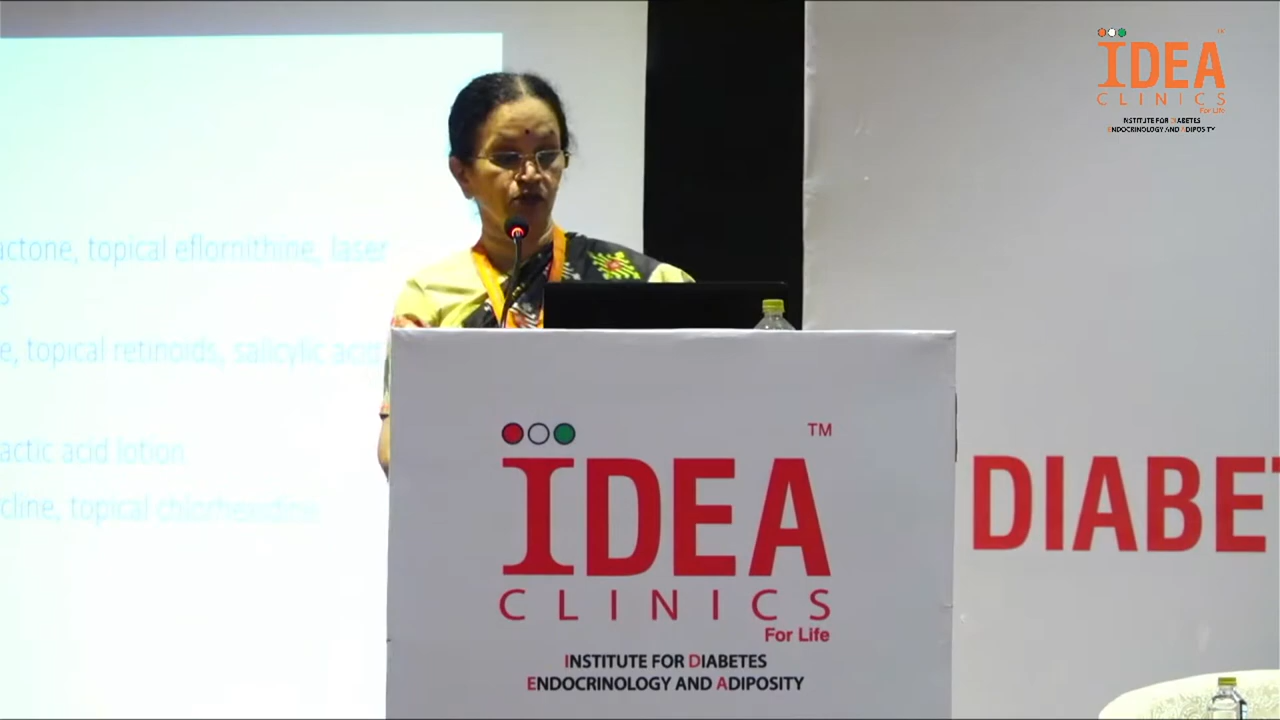 actone, topical eflornithine, laser
s
e, topical retinoids, salicylic acid,
actic acid lotion
cline, topical chlorhexidine
TM
IDEA
CLINICS
For Life
INSTITUTE FOR DIABETES
ENDOCRINOLOGY AND ADIPOSITY
DIABET
IDEA
CLINICS
For Life
INSTITUTE FOR DIABETES
ENDOCRINOLOGY AND ADIPOSITY